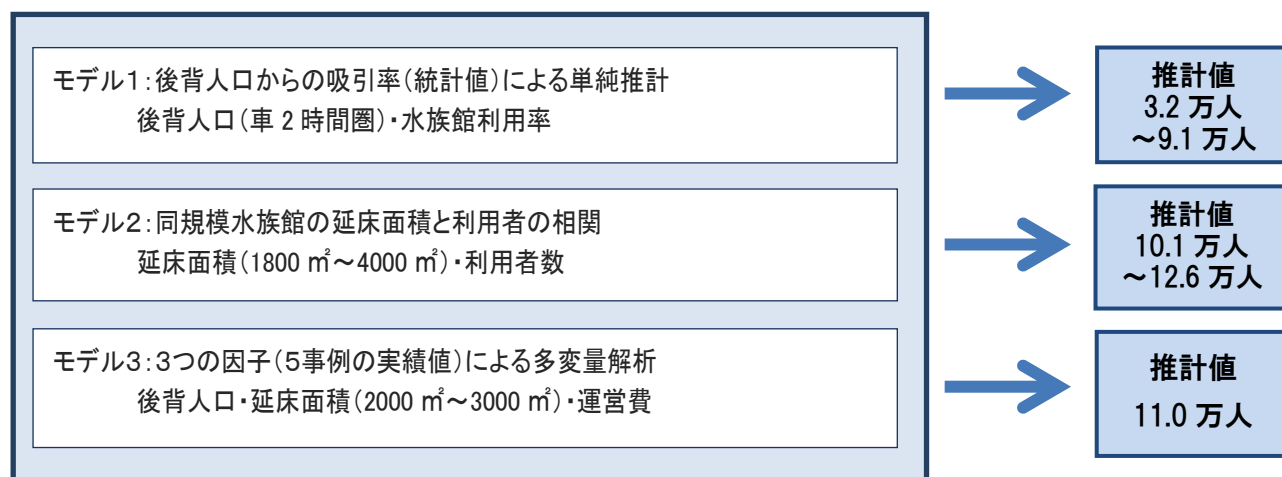 モデル1：後背人口からの吸引率（統計値）による単純推計
後背人口（車 2 時間圏）・水族館利用率
推計値
3.2 万人
～9.1 万人
モデル2：同規模水族館の延床面積と利用者の相関
延床面積（1800 ㎡～4000 ㎡）・利用者数
推計値
10.1 万人
～12.6 万人
モデル3：3つの因子（5事例の実績値）による多変量解析
後背人口・延床面積（2000 ㎡～3000 ㎡）・運営費
推計値
11.0 万人